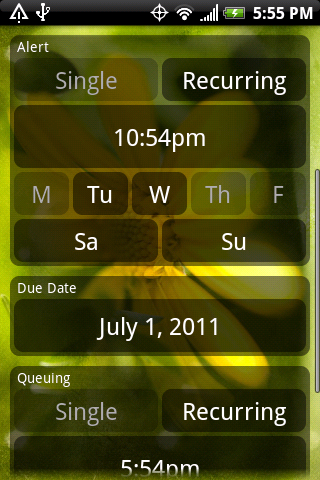 5:55 PM
Alert
Single Recurring
10:54pm
M Tu W Th F
Sa Su
Due Date
July 1, 2011
Queuing
Single Recurring
5:54pm